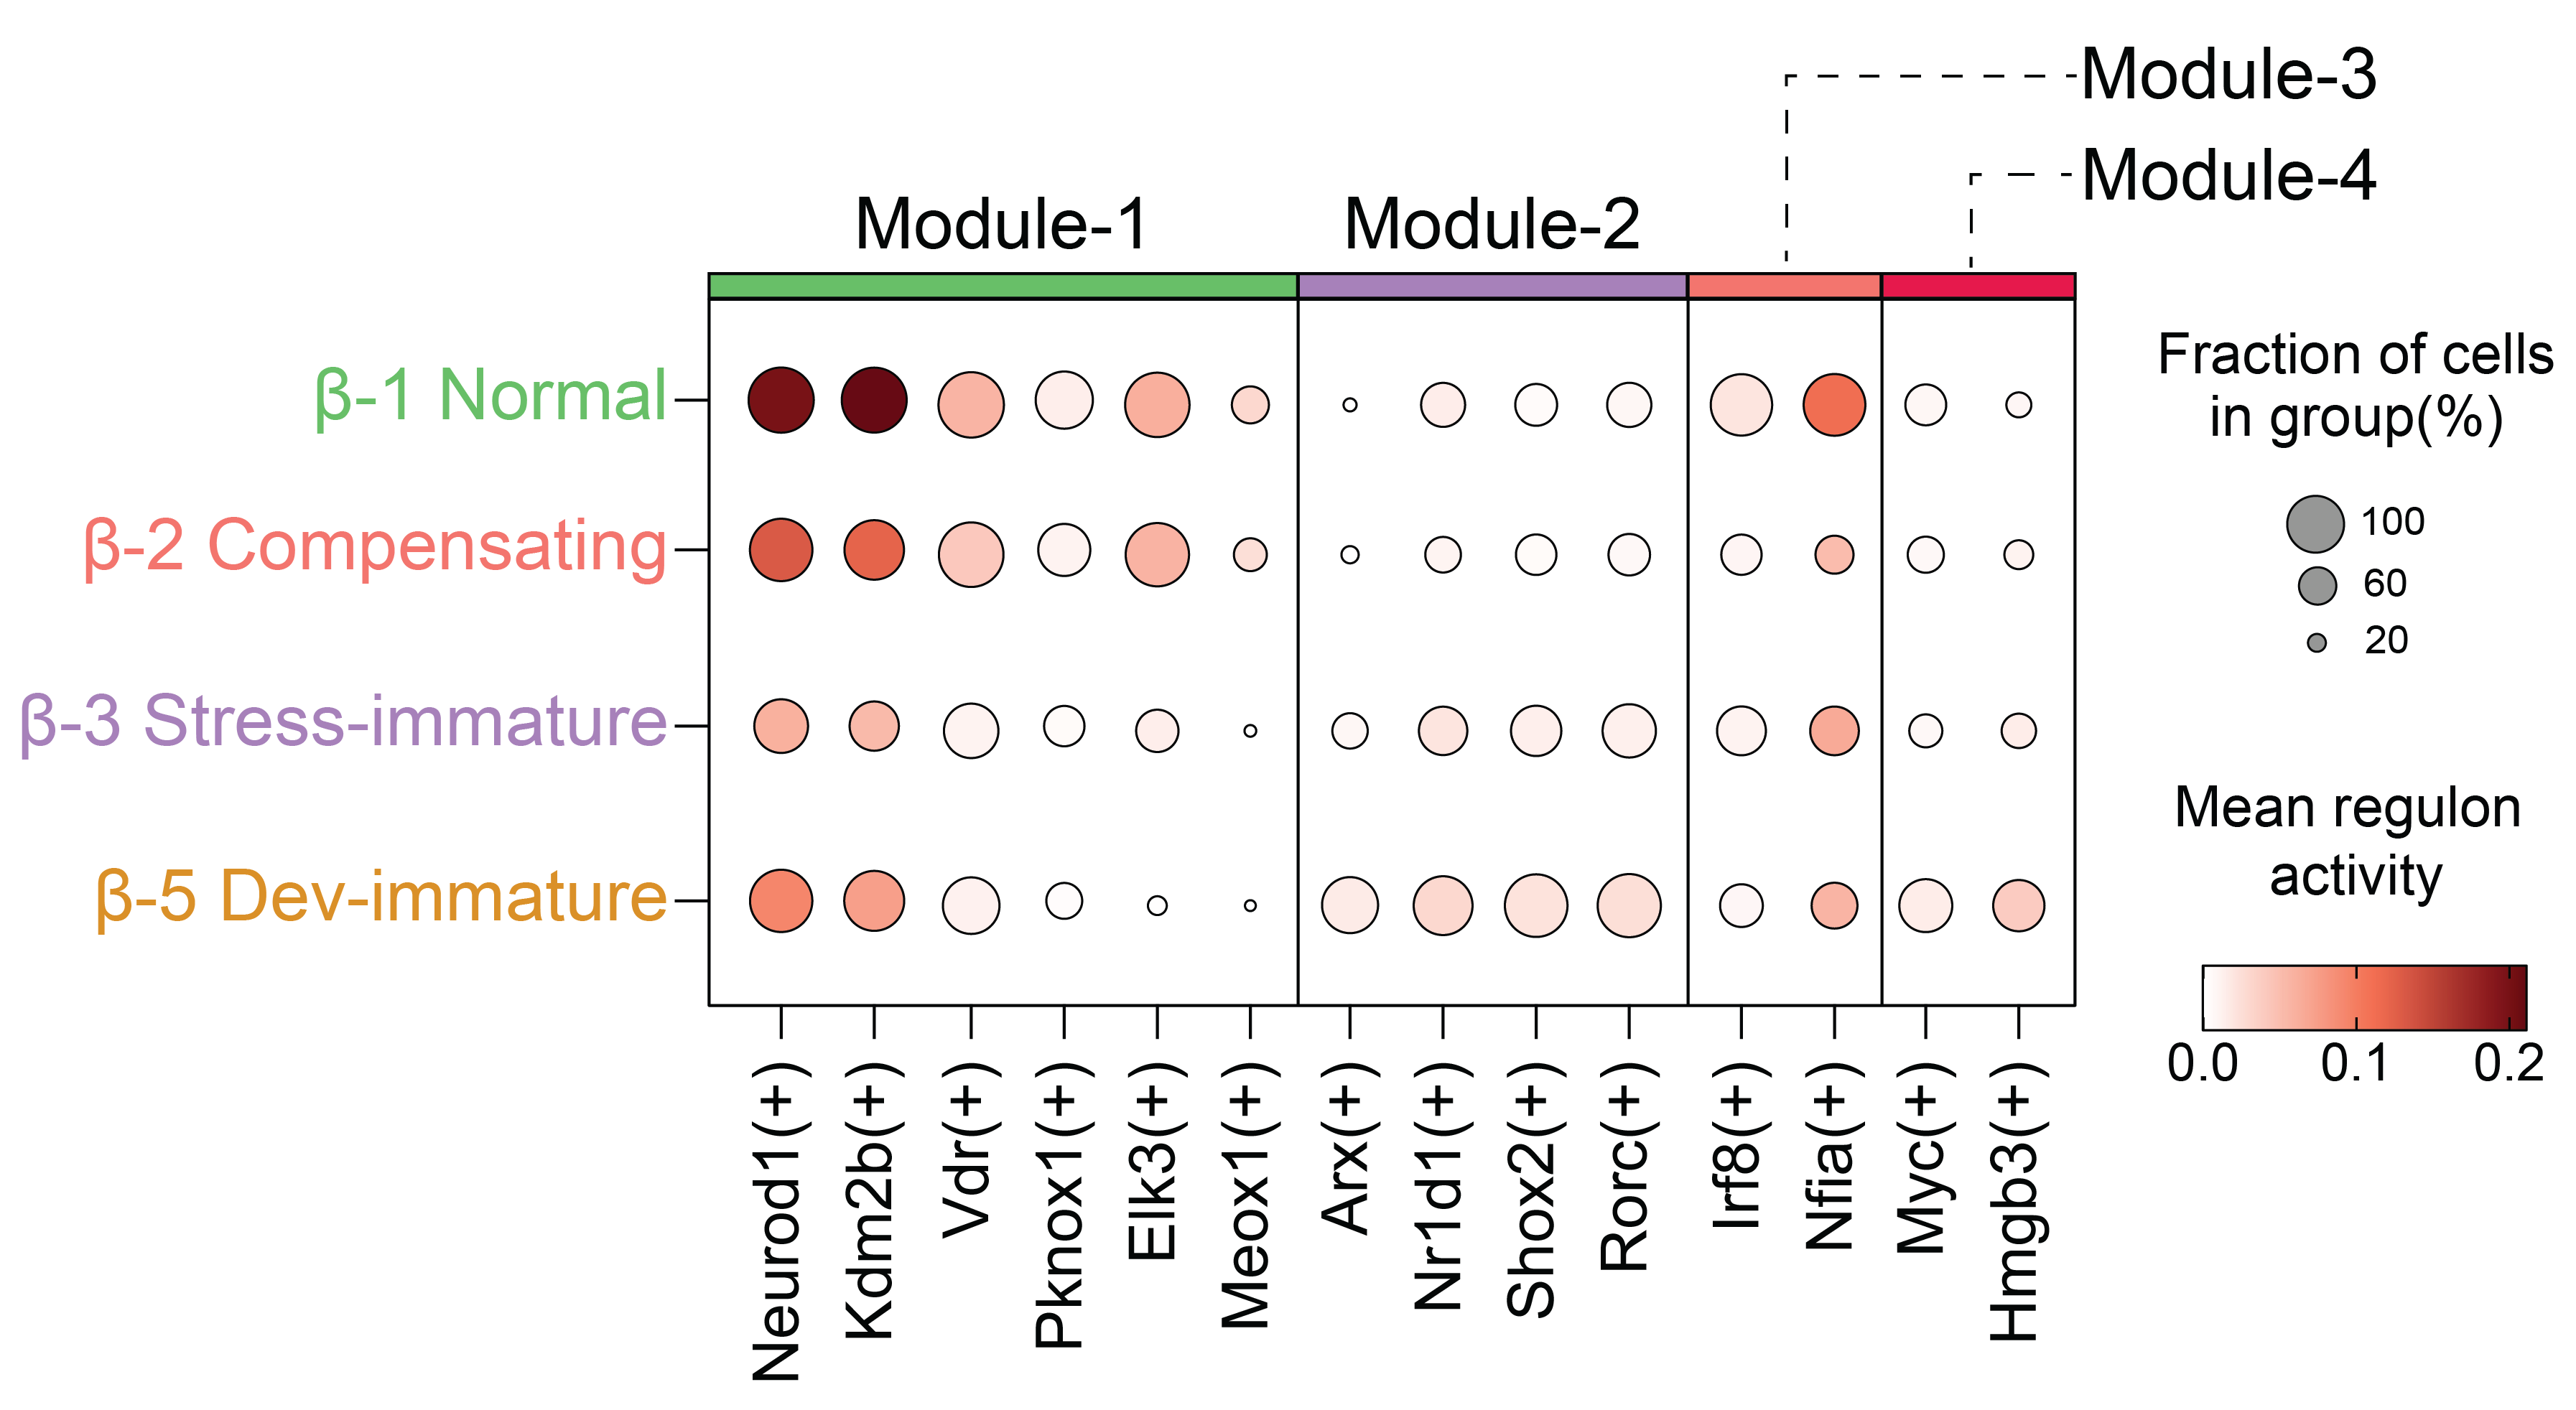 Module-3
Module-4
Module-1
Module-2
β-1 Normal
β-2 Compensating
β-3 Stress-immature
β-5 Dev-immature
Fraction of cells
in group(%)
100
60
20
Mean regulon
activity
0.0
0.1
0.2
Neurod1(+)
Kdm2b(+)
Vdr(+)
Pknox1(+)
Elk3(+)
Meox1(+)
Arx(+)
Nr1d1(+)
Shox2(+)
Rorc(+)
Irf8(+)
Nfia(+)
Myc(+)
Hmgb3(+)